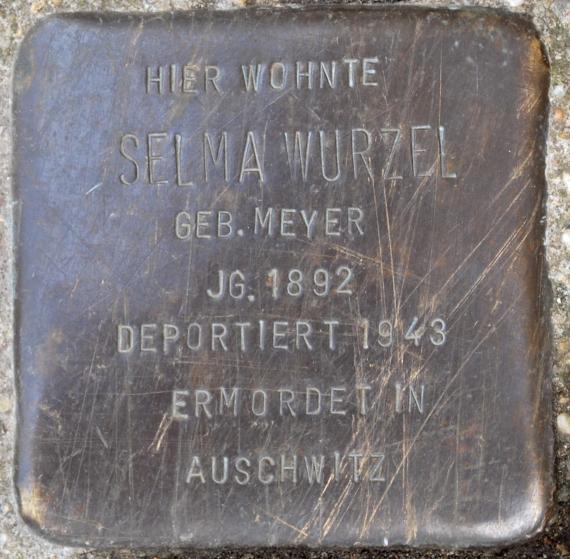 HIER WOHNTE
SELMA WURZEL
GEB. MEYER
JG. 1892
DEPORTIERT 1943
ERMORDET IN
AUSCHWITZ